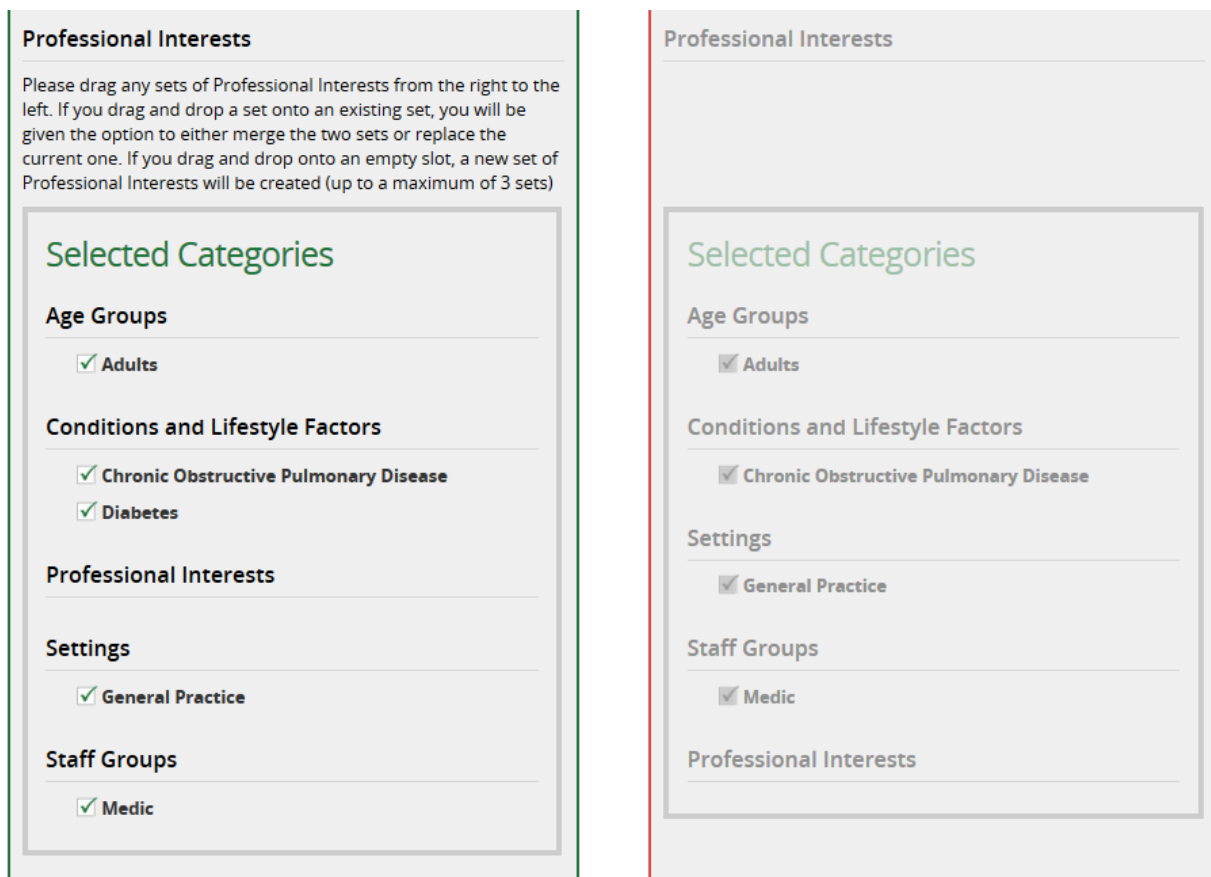 Professional Interests
Please drag any sets of Professional Interests from the right to the
left. If you drag and drop a set onto an existing set, you will be
given the option to either merge the two sets or replace the
current one. If you drag and drop onto an empty slot, a new set of
Professional Interests will be created (up to a maximum of 3 sets)
Selected Categories
Age Groups
Adults
Conditions and Lifestyle Factors
Chronic Obstructive Pulmonary Disease
Diabetes
Professional Interests
Settings
General Practice
Staff Groups
Medic
Professional Interests
Selected Categories
Age Groups
Adults
Conditions and Lifestyle Factors
Chronic Obstructive Pulmonary Disease
Settings
General Practice
Staff Groups
Medic
Professional Interests